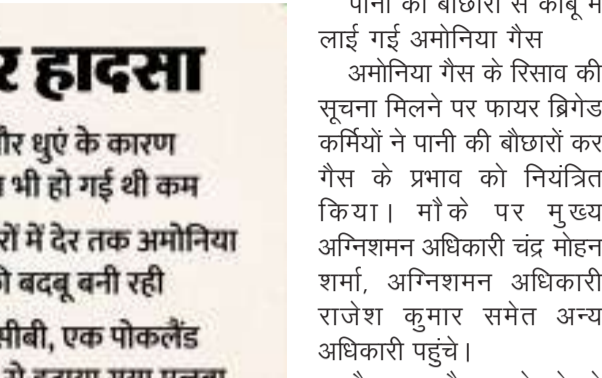 हादसा
धुएं के कारण
भी हो गई थी कम
में देर तक अमोनिया
बदबू बनी रही
एक पोकलैंड
पानी की बौछारों से काबू में
लाई गई अमोनिया गैस
अमोनिया गैस के रिसाव की
सूचना मिलने पर फायर ब्रिगेड
कर्मियों ने पानी की बौछारों कर
गैस के प्रभाव को नियंत्रित
किया। मौके पर मुख्य
अग्निशमन अधिकारी चंद्र मोहन
शर्मा, अग्निशमन अधिकारी
राजेश कुमार समेत अन्य
अधिकारी पहुंचे।